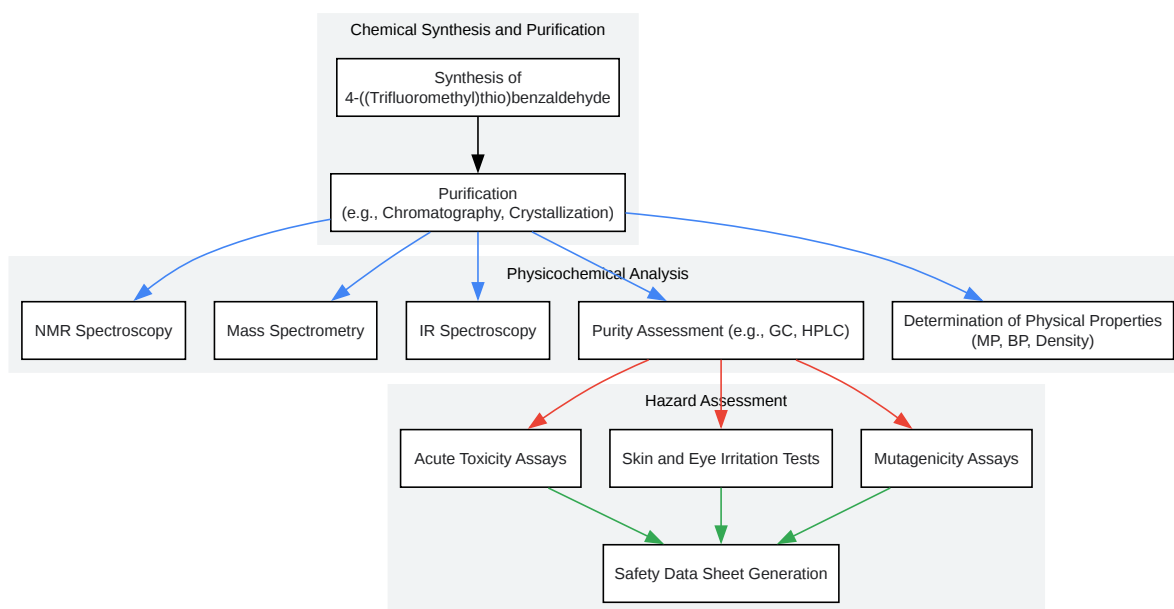 Chemical Synthesis and Purification
Synthesis of
4-((Trifluoromethyl)thio)benzaldehyde
Purification
(e.g., Chromatography, Crystallization)
Physicochemical Analysis
NMR Spectroscopy
Mass Spectrometry
IR Spectroscopy
Purity Assessment (e.g., GC, HPLC)
Determination of Physical Properties
(MP, BP, Density)
Hazard Assessment
Acute Toxicity Assays
Skin and Eye Irritation Tests
Mutagenicity Assays
Safety Data Sheet Generation